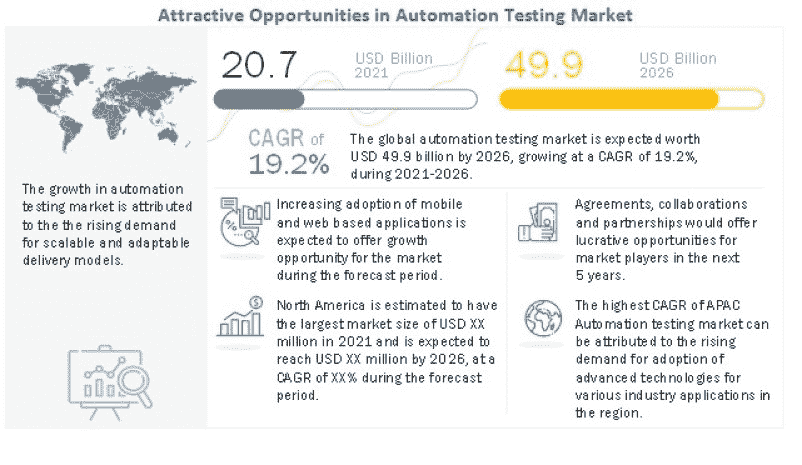 Attractive Opportunities in Automation Testing Market
20.7
USD Billion
2021
49.9
USD Billion
2026
CAGR of
19.2%
The global automation testing market is expected worth
USD 49.9 billion by 2026, growing at a CAGR of 19.2%,
during 2021-2026.
The growth in automation
testing market is attributed
to the the rising demand
for scalable and adaptable
delivery models.
Increasing adoption of mobile
and web based applications is
expected to offer growth
opportunity for the market
during the forecast period.
Agreements, collaborations
and partnerships would offer
lucrative opportunities for
market players in the next
5 years.
North America is estimated to have
the largest market size of USD XX
million in 2021 and is expected to
reach USD XX million by 2026, at a
CAGR of XX% during the forecast
period.
The highest CAGR of APAC
Automation testing market can
be attributed to the rising
demand for adoption of
advanced technologies for
various industry applications in
the region.